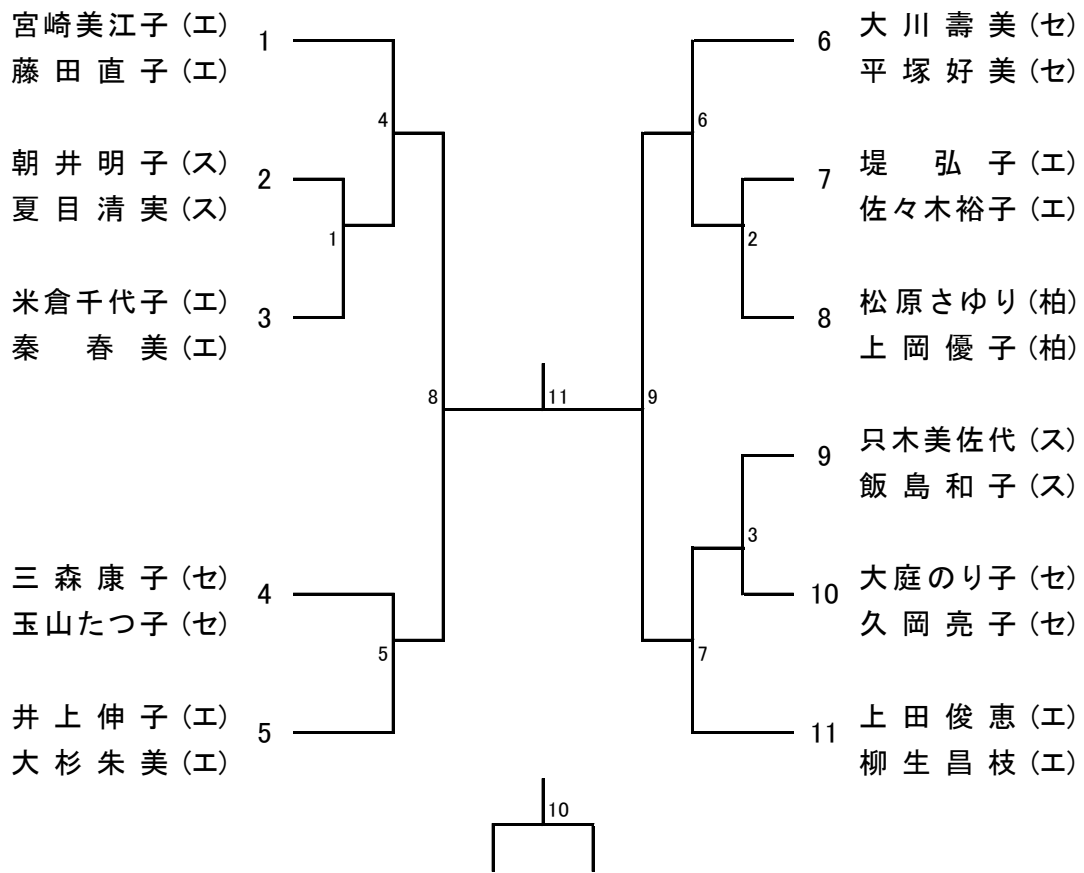 宮崎美江子（エ）
1
藤田直子（エ）
4
朝井明子（ス）
2
夏目清実（ス）
1
米倉千代子（エ）
3
秦　春美（エ）
8
三森康子（セ）
4
玉山たつ子（セ）
5
井上伸子（エ）
5
大杉朱美（エ）
11
10
6
大川壽美（セ）
平塚好美（セ）
6
7
堤　弘子（エ）
佐々木裕子（エ）
2
8
松原さゆり（柏）
上岡優子（柏）
9
9
只木美佐代（ス）
飯島和子（ス）
3
10
大庭のり子（セ）
久岡亮子（セ）
7
11
上田俊恵（エ）
柳生昌枝（エ）